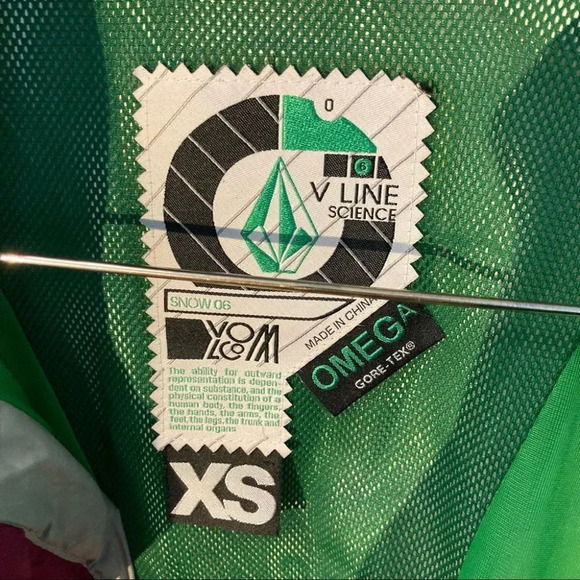 0
6
V LINE
SCIENCE
SNOW 06
VOLCOM
MADE IN CHINA
OMEGA
GORE-TEX®
The ability for outward
representation is depen-
dent on substance, and the
physical constitution of a
human body, the fingers,
the hands, the arms, the
feet, the legs, the trunk and
internal organs
XS